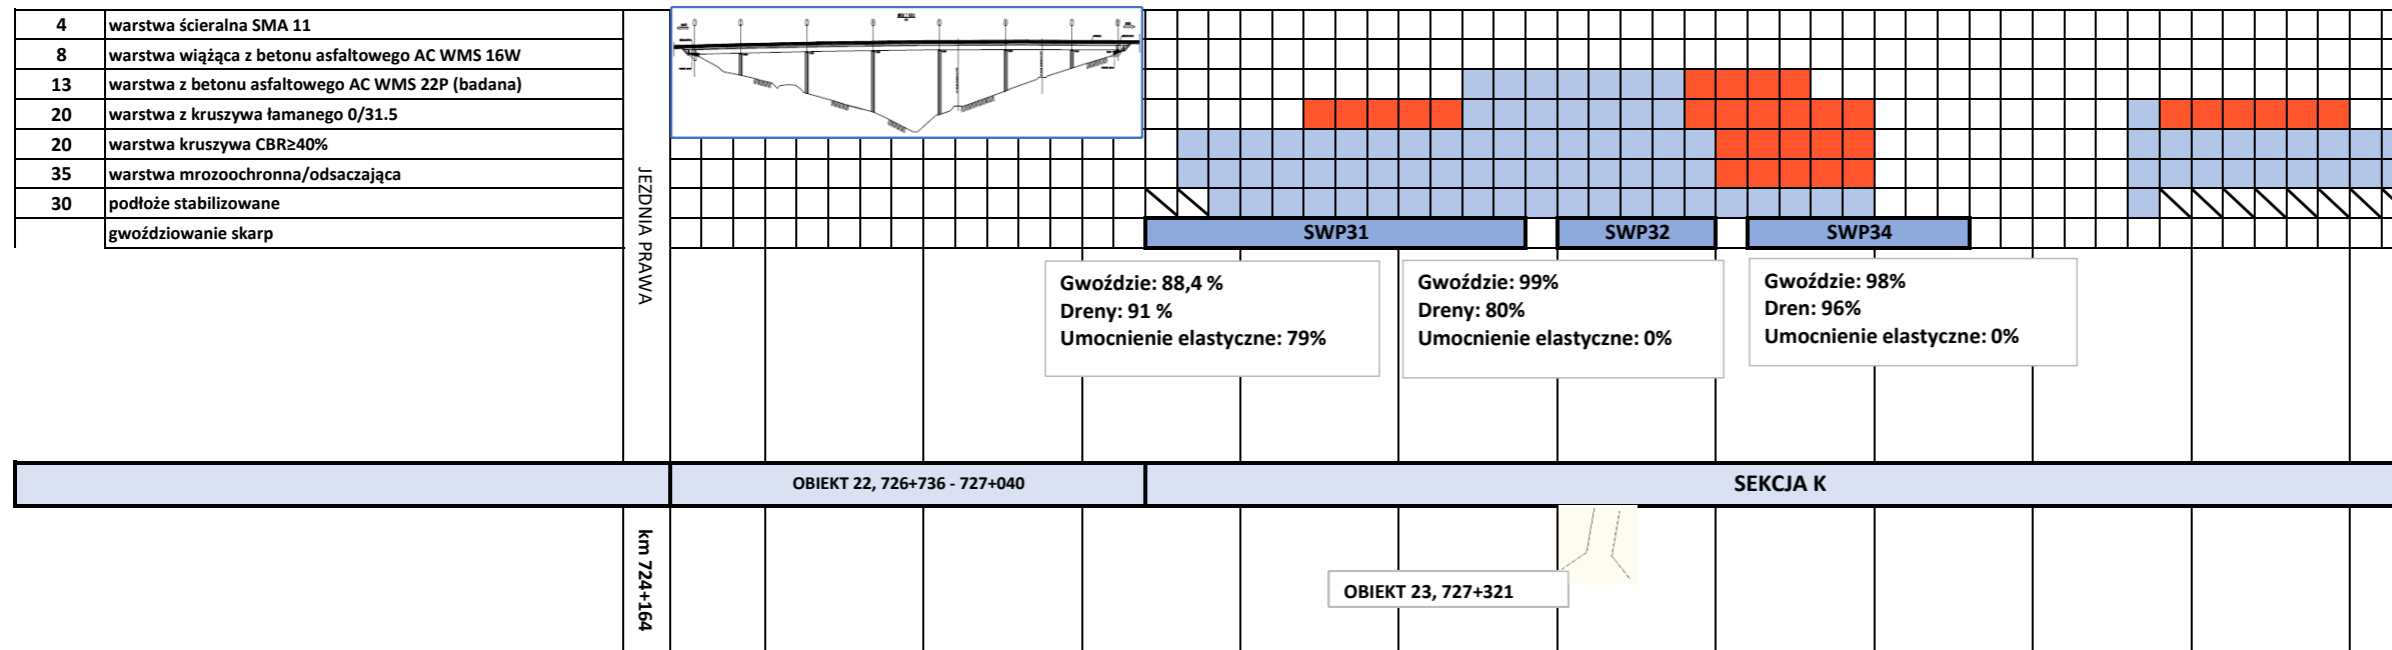 4 warstwa ścieralna SMA 11
8 warstwa wiążąca z betonu asfaltowego AC WMS 16W
13 warstwa z betonu asfaltowego AC WMS 22P (badana)
20 warstwa z kruszywa łamanego 0/31.5
20 warstwa kruszywa CBR≥40%
35 warstwa mrozoochronna/odsaczająca
30 podłoże stabilizowane
gwoździowanie skarp
JEZDNIA PRAWA
SWP31
SWP32
SWP34
Gwoździe: 88,4 %
Dreny: 91 %
Umocnienie elastyczne: 79%
Gwoździe: 99%
Dreny: 80%
Umocnienie elastyczne: 0%
Gwoździe: 98%
Dren: 96%
Umocnienie elastyczne: 0%
OBIEKT 22, 726+736 - 727+040
SEKCJA K
km 724+164
OBIEKT 23, 727+321